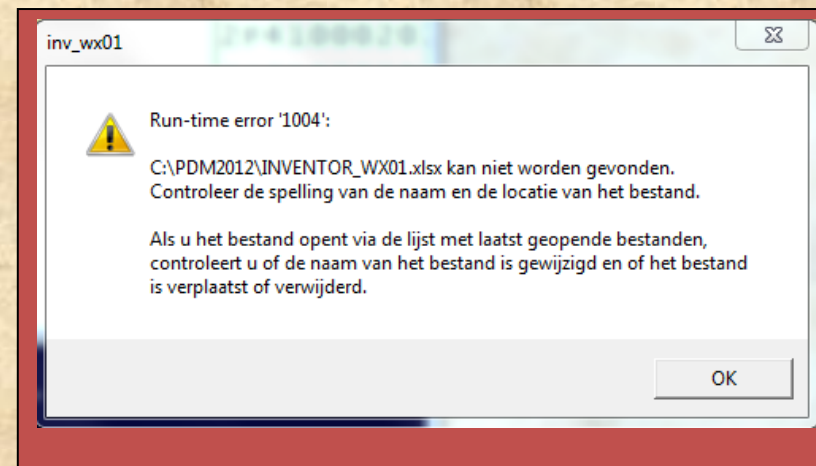 inv_wx01
Run-time error '1004':
C:\PDM2012\INVENTOR_WX01.xlsx kan niet worden gevonden.
Controleer de spelling van de naam en de locatie van het bestand.
Als u het bestand opent via de lijst met laatst geopende bestanden,
controleert u of de naam van het bestand is gewijzigd en of het bestand
is verplaatst of verwijderd.
OK